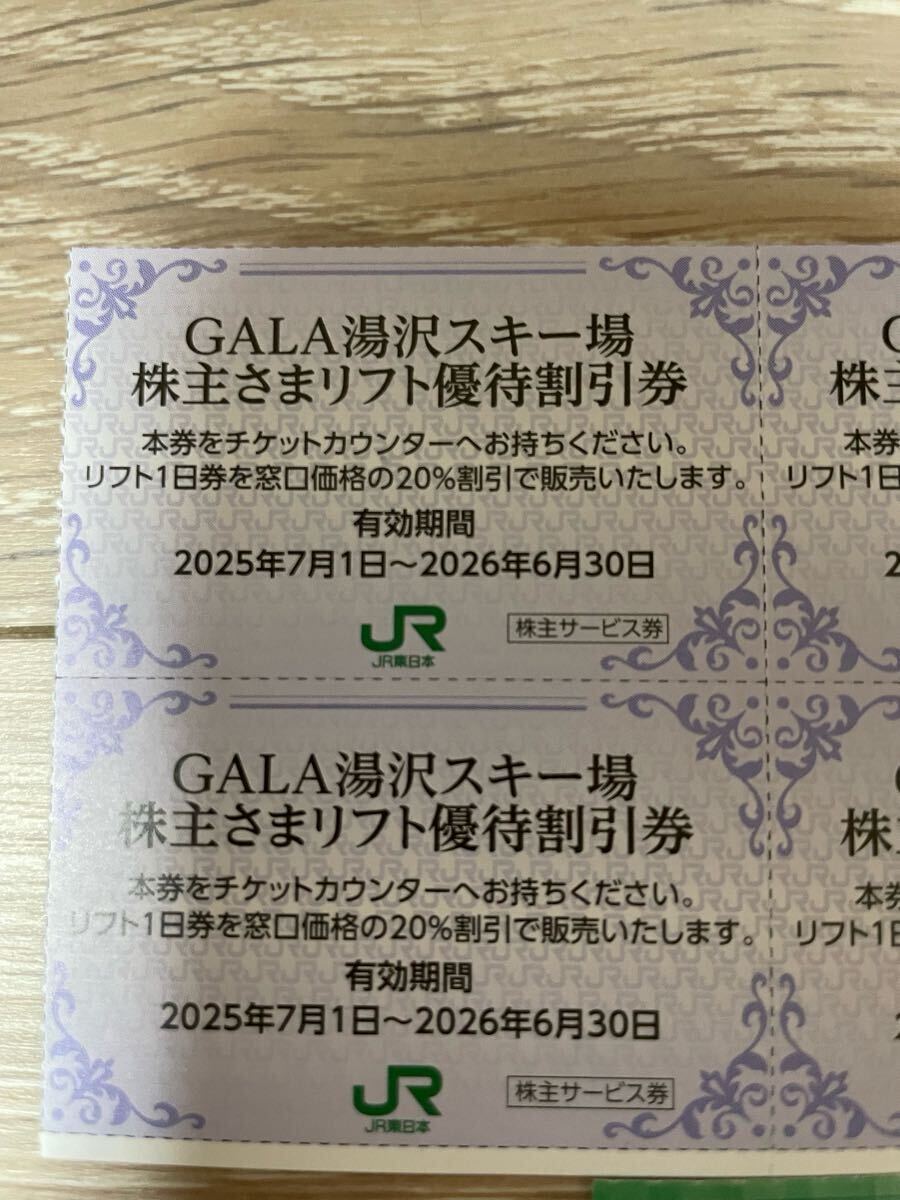 GALA湯沢スキー場
株主さまリフト優待割引券
本券をチケットカウンターへお持ちください。
リフト1日券を窓口価格の20%割引で販売いたします。
有効期間
2025年7月1日～2026年6月30日
JR
JR東日本
株主サービス券
G
株主
本券
リフト1日
2
GALA湯沢スキー場
株主さまリフト優待割引券
本券をチケットカウンターへお持ちください。
リフト1日券を窓口価格の20%割引で販売いたします。
有効期間
2025年7月1日～2026年6月30日
JR
JR東日本
株主サービス券
株
本券
リフト1日